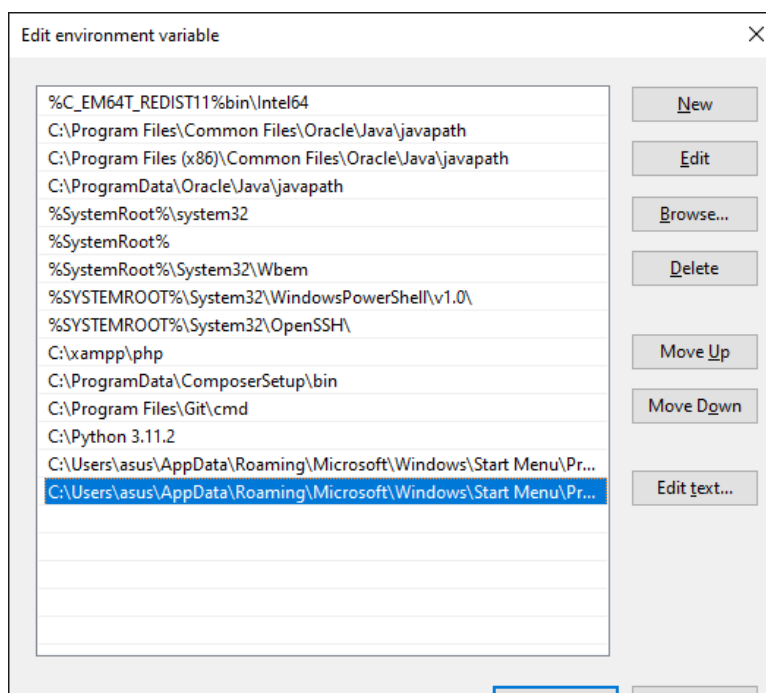 Edit environment variable
%C_EM64T_REDIST11%bin\Intel64
C:\Program Files\Common Files\Oracle\Java\javapath
C:\Program Files (x86)\Common Files\Oracle\Java\javapath
C:\ProgramData\Oracle\Java\javapath
%SystemRoot%\system32
%SystemRoot%
%SystemRoot%\System32\Wbem
%SYSTEMROOT%\System32\WindowsPowerShell\v1.0\
%SYSTEMROOT%\System32\OpenSSH\
C:\xampp\php
C:\ProgramData\ComposerSetup\bin
C:\Program Files\Git\cmd
C:\Python 3.11.2
C:\Users\asus\AppData\Roaming\Microsoft\Windows\Start Menu\Pr...
C:\Users\asus\AppData\Roaming\Microsoft\Windows\Start Menu\Pr...
New
Edit
Browse...
Delete
Move Up
Move Down
Edit text...